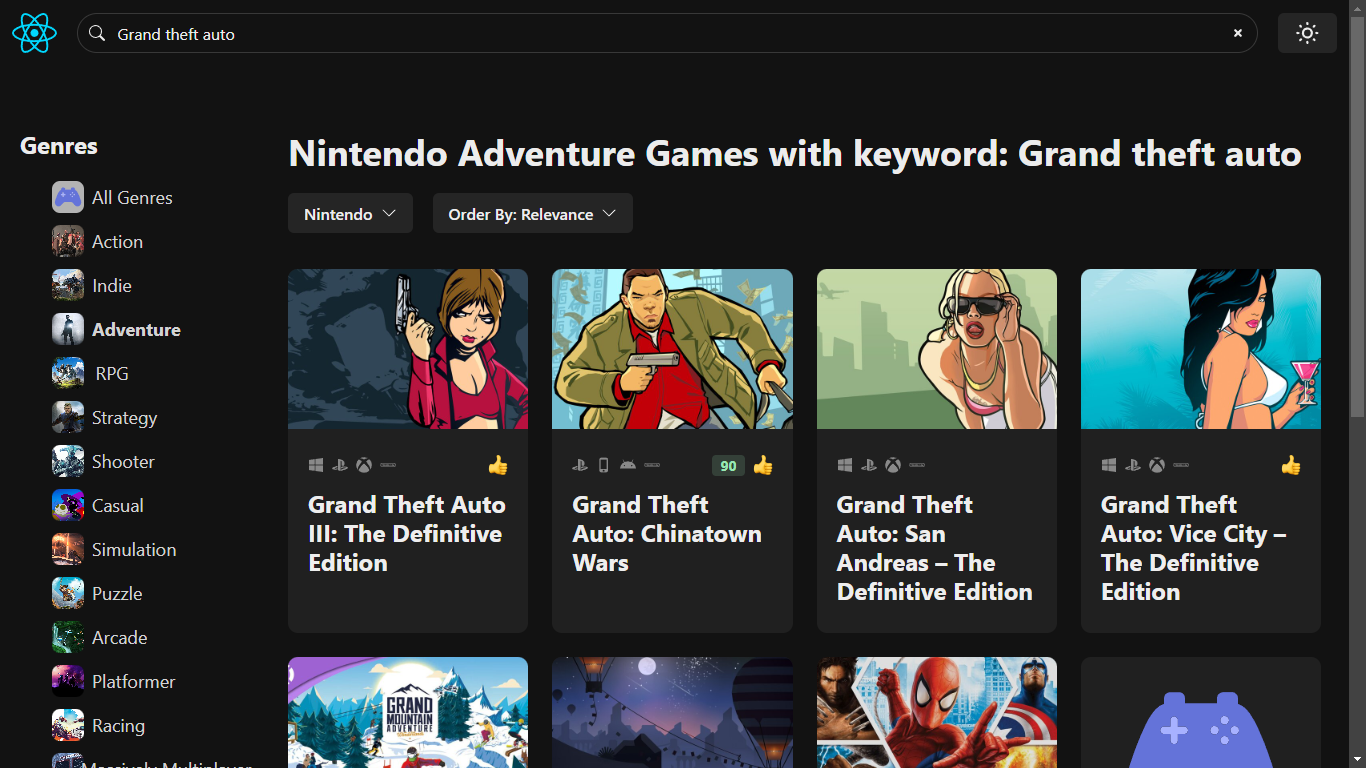 Grand theft auto
Genres
All Genres
Action
Indie
Adventure
RPG
Strategy
Shooter
Casual
Simulation
Puzzle
Arcade
Platformer
Racing
Massively Multiplayer
Nintendo Adventure Games with keyword: Grand theft auto
Nintendo
Order By: Relevance
Grand Theft Auto
III: The Definitive
Edition
90
Grand Theft
Auto: Chinatown
Wars
Grand Theft
Auto: San
Andreas – The
Definitive Edition
Grand Theft
Auto: Vice City –
The Definitive
Edition
GRAND
MOUNTAIN
ADVENTURE